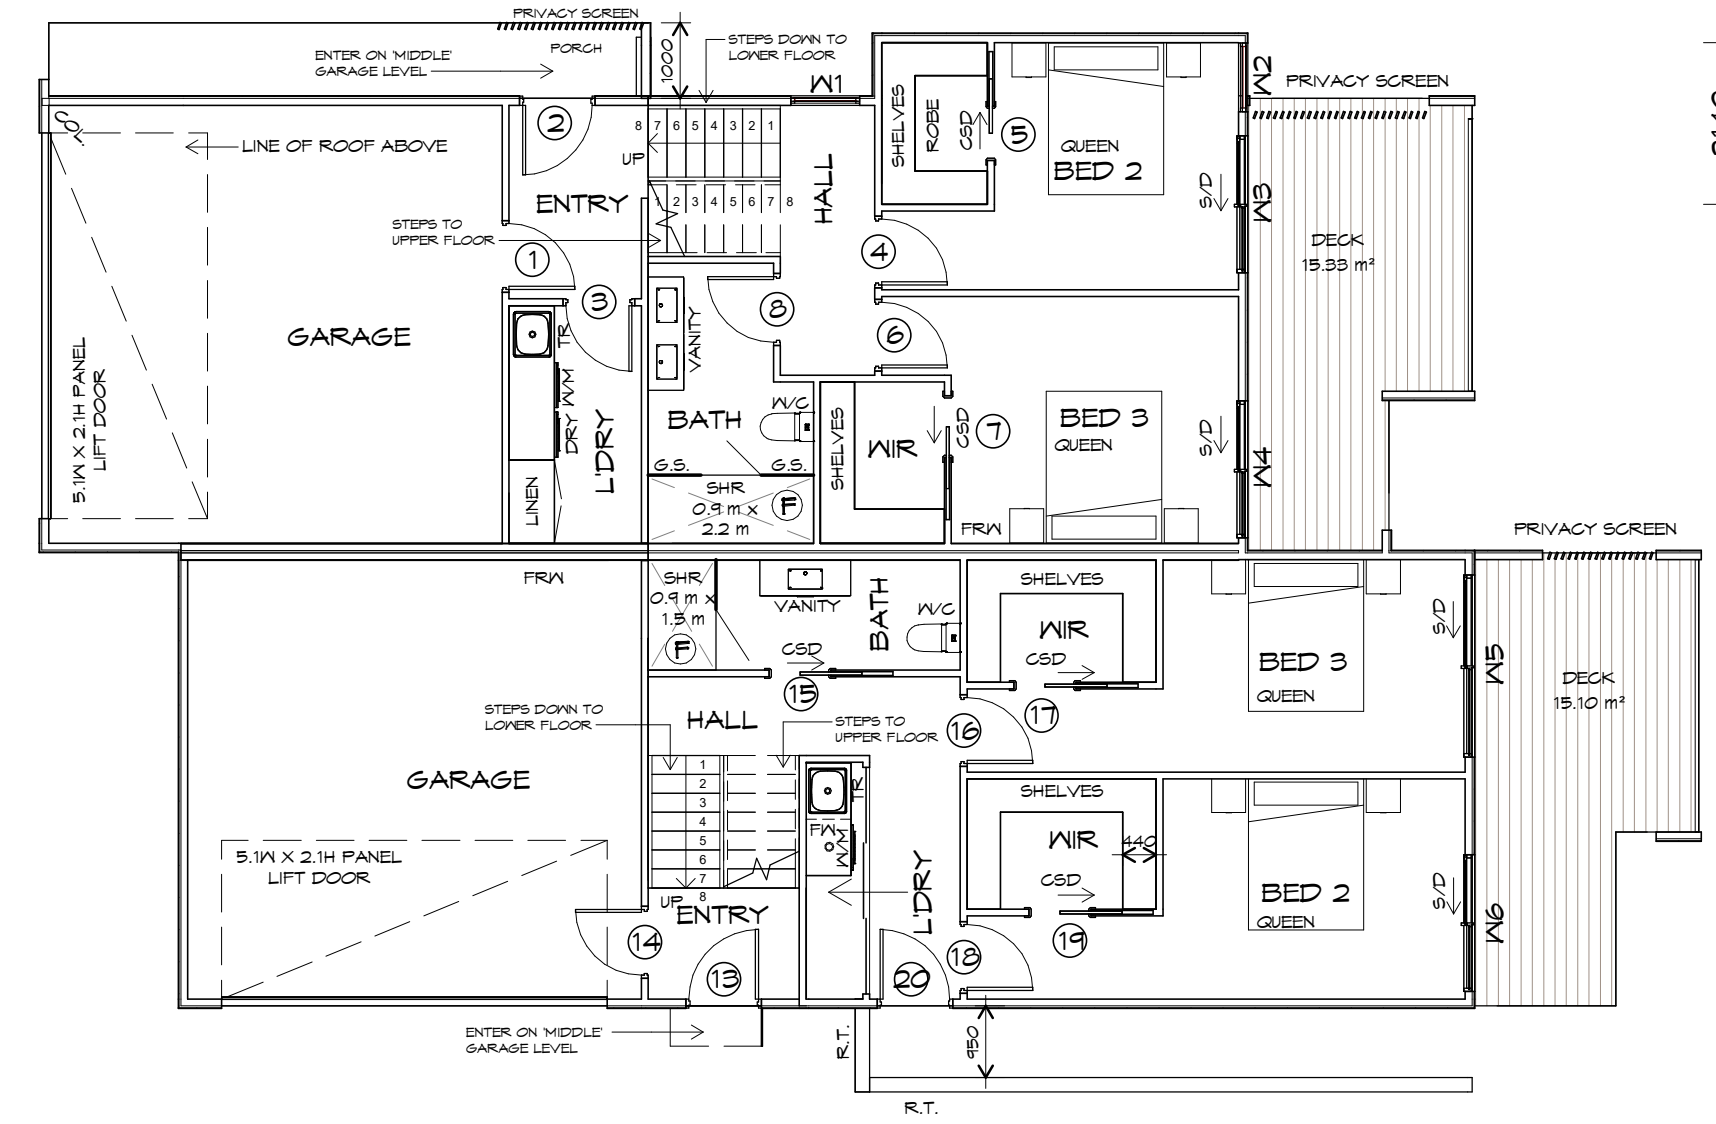 PRIVACY SCREEN
PORCH
ENTER ON 'MIDDLE'
GARAGE LEVEL
1000
STEPS DOWN TO
LOWER FLOOR
W1
W2
PRIVACY SCREEN
COL.
LINE OF ROOF ABOVE
2
8 7 6 5 4 3 2 1
UP
ENTRY
1 2 3 4 5 6 7 8
HALL
SHELVES
ROBE
CSD
5
QUEEN
BED 2
S/D
W3
DECK
15.33 m²
STEPS TO
UPPER FLOOR
1
3
4
8
6
GARAGE
5.1W X 2.1H PANEL
LIFT DOOR
TR
W/M
DRY
L'DRY
LINEN
VANITY
BATH
W/C
G.S.
G.S.
SHR
0.9 m x
2.2 m
F
SHELVES
WIR
CSD
7
BED 3
QUEEN
FRW
S/D
W4
PRIVACY SCREEN
FRW
SHR
0.9 m x
1.5 m
F
VANITY
BATH
W/C
CSD
15
SHELVES
WIR
CSD
17
BED 3
QUEEN
S/D
W5
DECK
15.10 m²
STEPS DOWN TO
LOWER FLOOR
HALL
STEPS TO
UPPER FLOOR
16
GARAGE
1
2
3
4
5
6
7
8
UP
TR
FW
W/M
L'DRY
SHELVES
WIR
440
CSD
19
BED 2
QUEEN
S/D
W6
5.1W X 2.1H PANEL
LIFT DOOR
ENTRY
14
13
20
18
ENTER ON 'MIDDLE'
GARAGE LEVEL
R.T.
950
R.T.